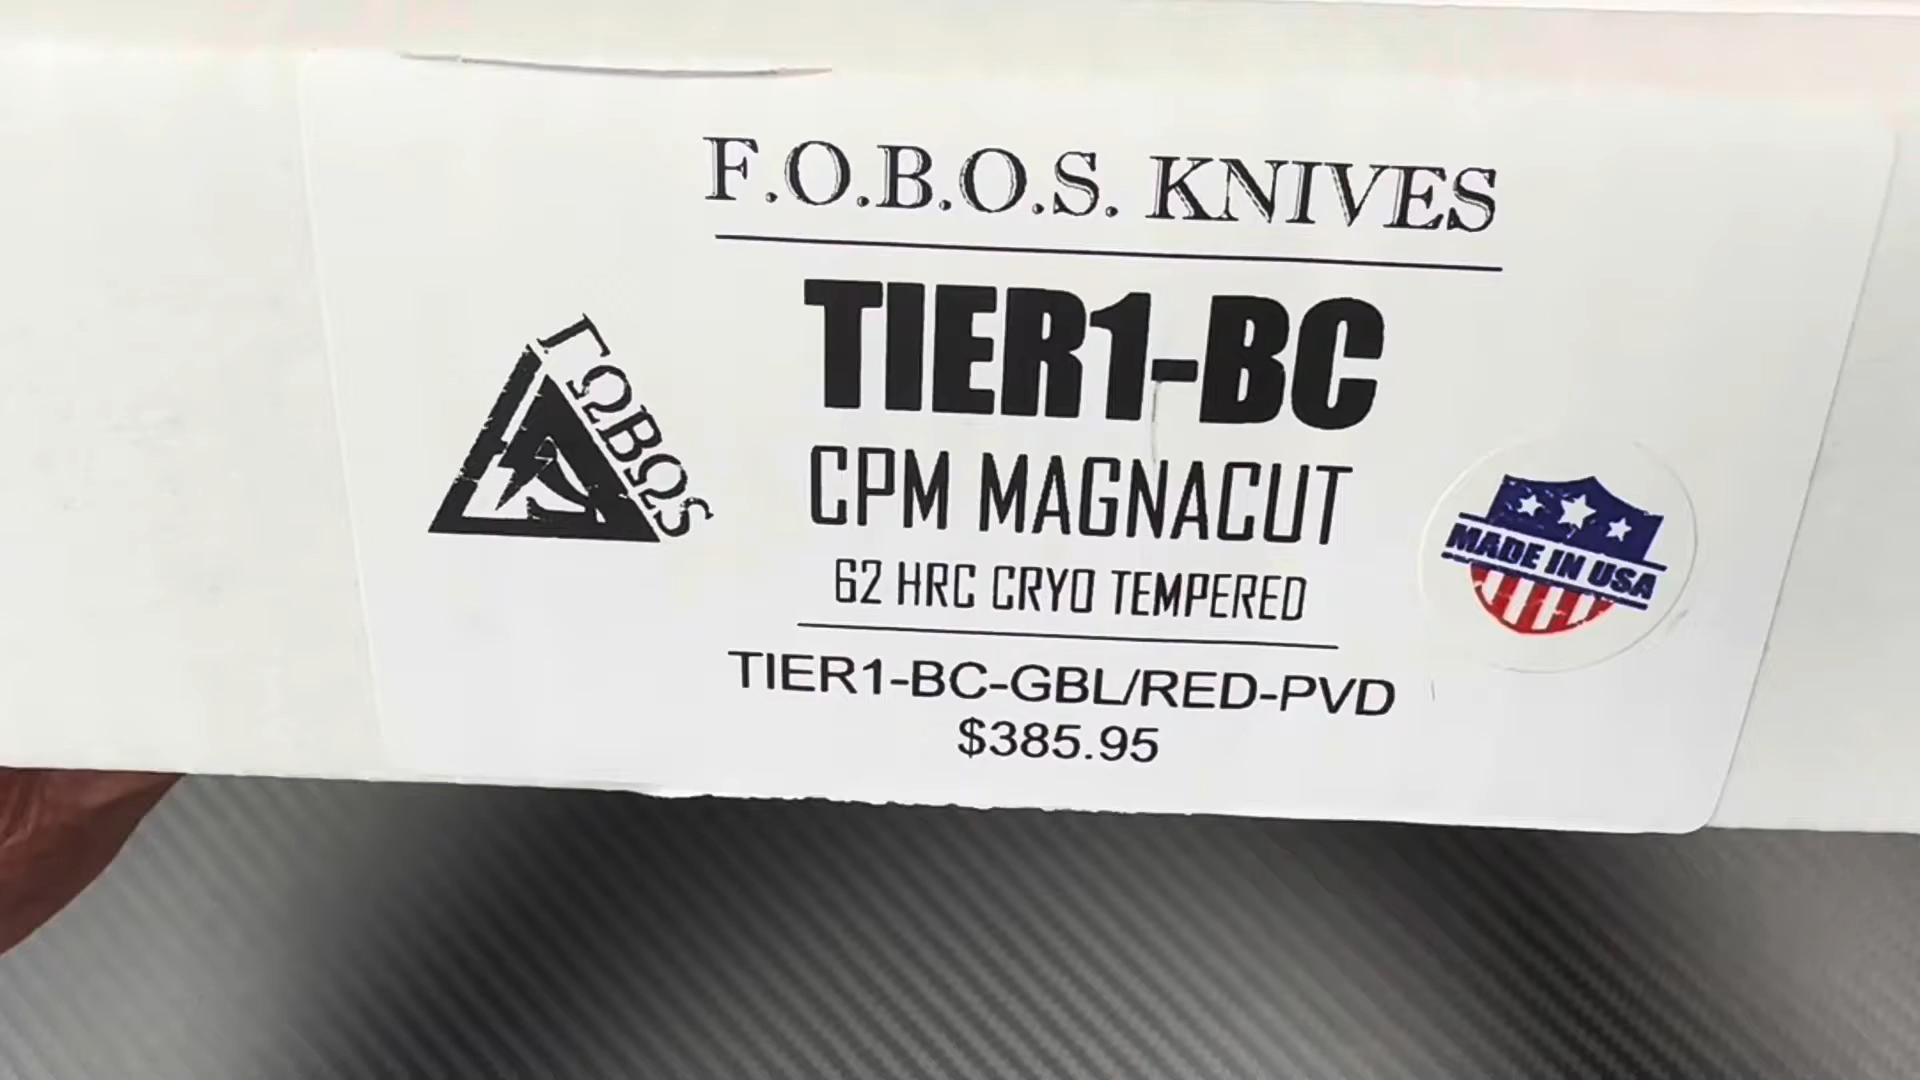 F.O.B.O.S. KNIVES
TIER1-BC
ΓΩΒΩS
CPM MAGNACUT
62 HRC CRYO TEMPERED
MADE IN USA
TIER1-BC-GBL/RED-PVD
$385.95